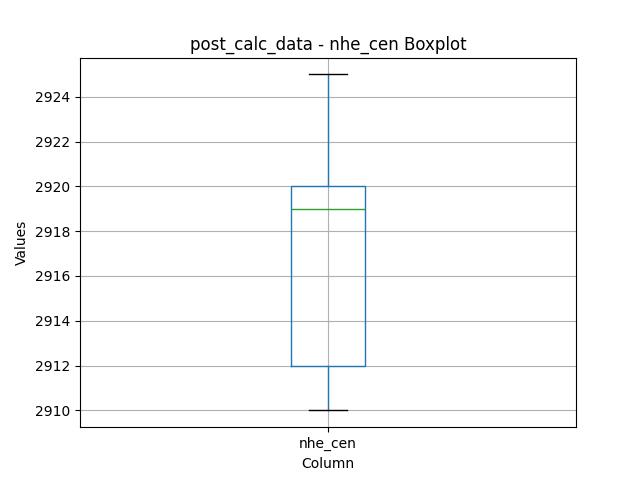 post_calc_data - nhe_cen Boxplot
2924
2922
2920
2918
2916
2914
2912
2910
Values
nhe_cen
Column